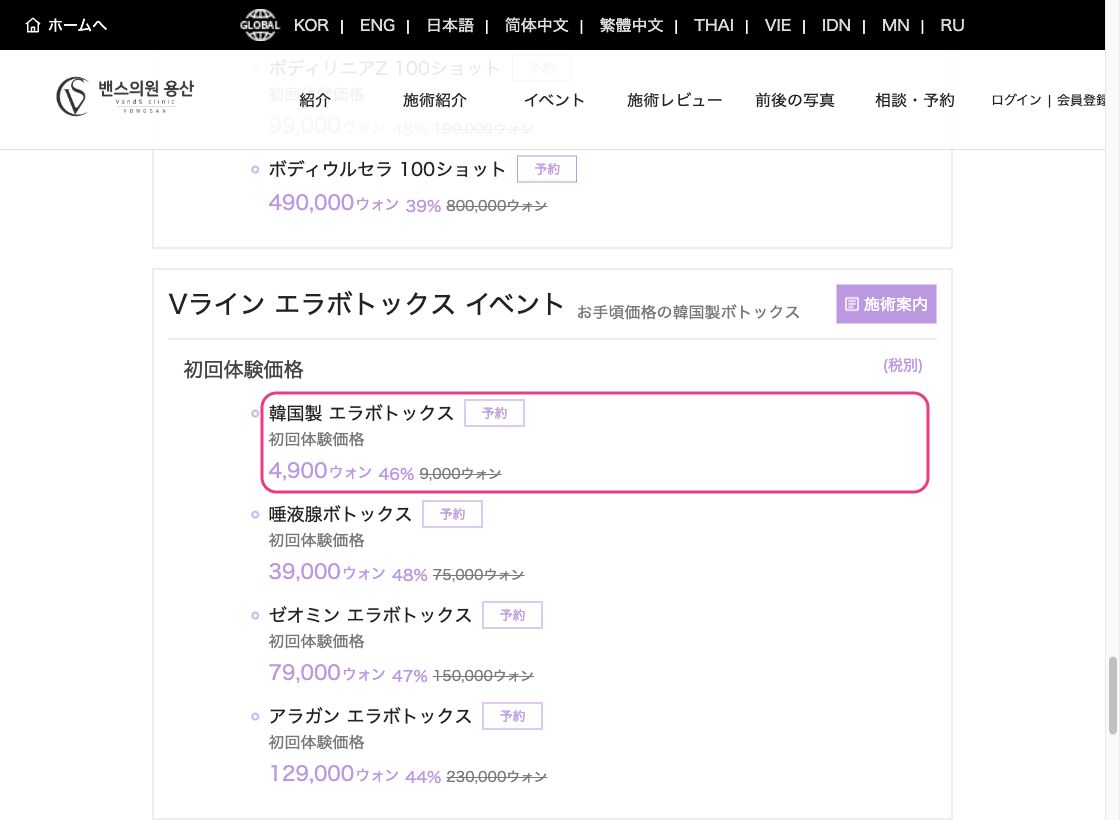 ホームへ
GLOBAL KOR | ENG | 日本語 | 简体中文 | 繁體中文 | THAI | VIE | IDN | MN | RU
ボディリニアZ 100ショット 予約
VS 밴스의원 용산
VandS clinic
YONGSAN
紹介 施術紹介 イベント 施術レビュー 前後の写真 相談・予約 ログイン | 会員登録
初回体験価格
99,000ウォン 48% 190,000ウォン
ボディウルセラ 100ショット 予約
490,000ウォン 39% 800,000ウォン
Vライン エラボトックス イベント お手頃価格の韓国製ボトックス 施術案内
初回体験価格 (税別)
韓国製 エラボトックス 予約
初回体験価格
4,900ウォン 46% 9,000ウォン
唾液腺ボトックス 予約
初回体験価格
39,000ウォン 48% 75,000ウォン
ゼオミン エラボトックス 予約
初回体験価格
79,000ウォン 47% 150,000ウォン
アラガン エラボトックス 予約
初回体験価格
129,000ウォン 44% 230,000ウォン